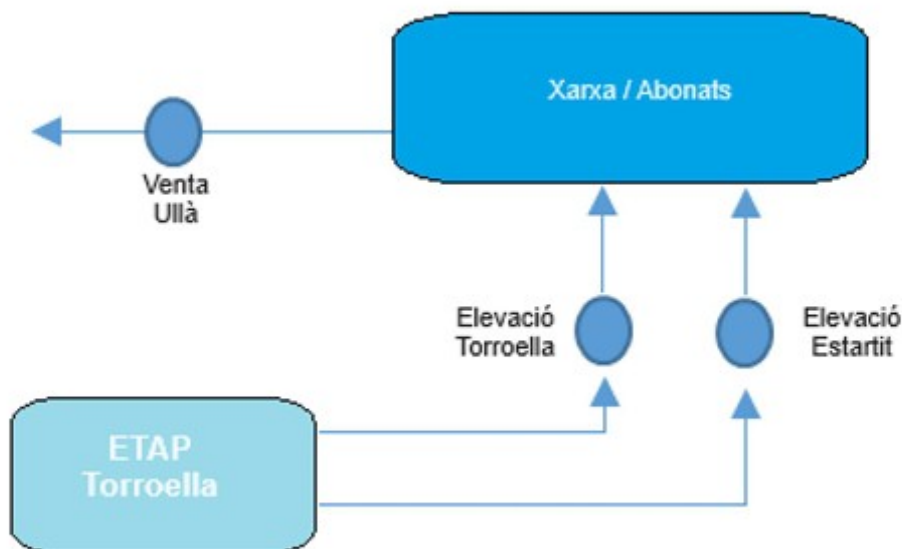 Xarxa / Abonats
Venta
Ullà
Elevació
Torroella
Elevació
Estartit
ETAP
Torroella